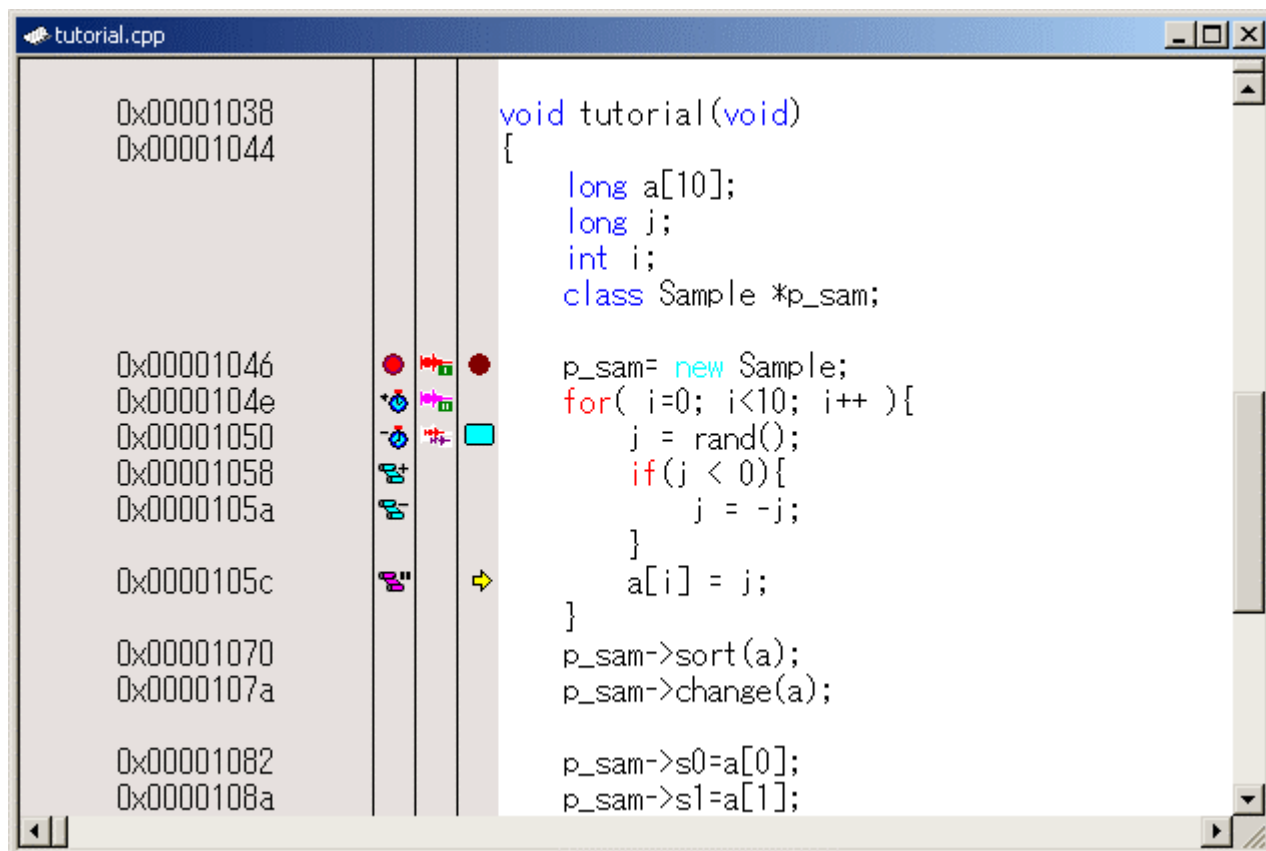 tutorial.cpp
0x00001038 void tutorial(void)
0x00001044 {
long a[10];
long j;
int i;
class Sample *p_sam;
0x00001046 p_sam= new Sample;
0x0000104e for( i=0; i<10; i++ ){
0x00001050 j = rand();
0x00001058 if(j < 0){
0x0000105a j = -j;
}
0x0000105c a[i] = j;
}
0x00001070 p_sam->sort(a);
0x0000107a p_sam->change(a);
0x00001082 p_sam->s0=a[0];
0x0000108a p_sam->s1=a[1];